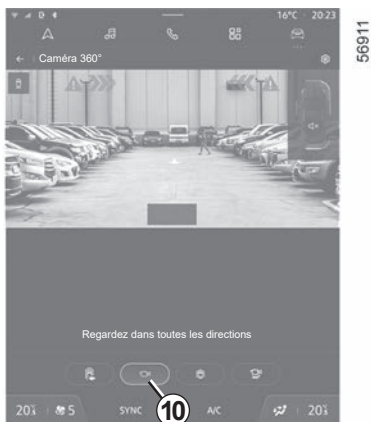 16°C 20:23
Caméra 360°
Regardez dans toutes les directions
10
20 5 SYNC A/C 20
56911